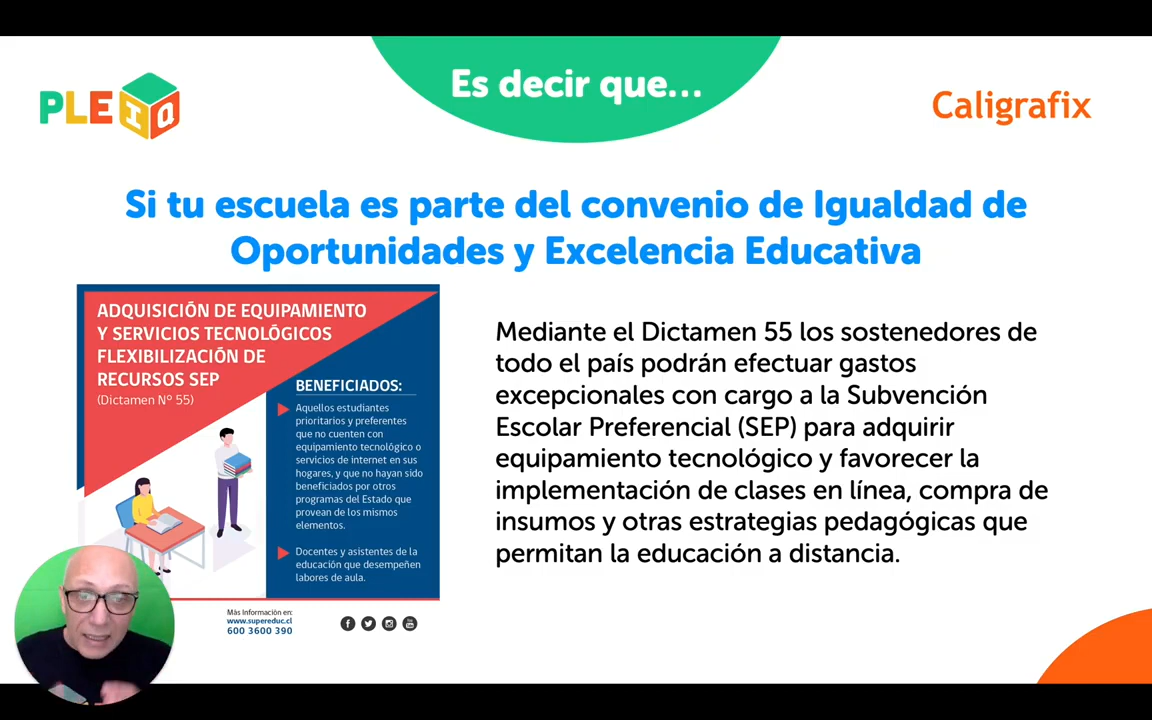 Es decir que...
PLE IQ
Caligrafix
Si tu escuela es parte del convenio de Igualdad de
Oportunidades y Excelencia Educativa
ADQUISICIÓN DE EQUIPAMIENTO
Y SERVICIOS TECNOLÓGICOS
FLEXIBILIZACIÓN DE
RECURSOS SEP
(Dictamen Nº 55)
BENEFICIADOS:
Aquellos estudiantes
prioritarios y preferentes
que no cuenten con
equipamiento tecnológico o
servicios de internet en sus
hogares, y que no hayan sido
beneficiados por otros
programas del Estado que
provean de los mismos
elementos.
Docentes y asistentes de la
educación que desempeñen
labores de aula.
Más Información en:
www.supereduc.cl
600 3600 390
Mediante el Dictamen 55 los sostenedores de
todo el país podrán efectuar gastos
excepcionales con cargo a la Subvención
Escolar Preferencial (SEP) para adquirir
equipamiento tecnológico y favorecer la
implementación de clases en línea, compra de
insumos y otras estrategias pedagógicas que
permitan la educación a distancia.